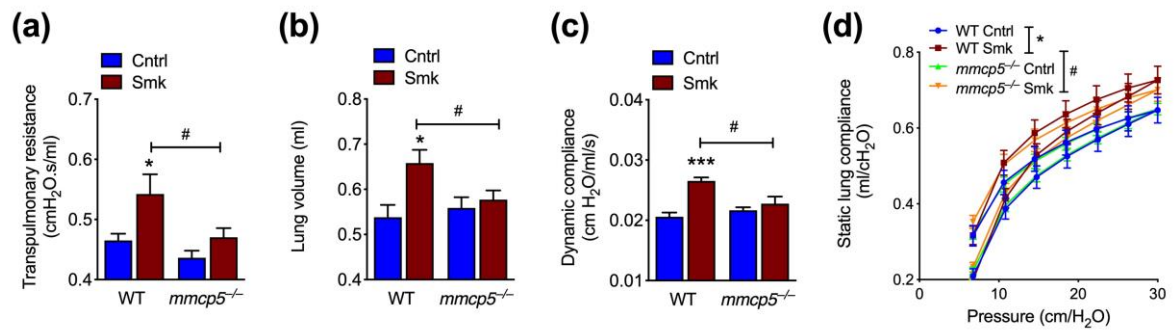 (a)
Cntrl
Smk
Transpulmonary resistance
(cmH₂O.s/ml)
0.7
0.6
0.5
0.4
*
#
WT
mmcp5⁻/⁻
(b)
Cntrl
Smk
Lung volume (ml)
0.8
0.7
0.6
0.5
0.4
*
#
WT
mmcp5⁻/⁻
(c)
Cntrl
Smk
Dynamic compliance
(cm H₂O/ml/s)
0.04
0.03
0.02
0.01
***
#
WT
mmcp5⁻/⁻
(d)
WT Cntrl
WT Smk
*
mmcp5⁻/⁻ Cntrl
mmcp5⁻/⁻ Smk
#
Static lung compliance
(ml/cH₂O)
0.8
0.6
0.4
0.2
0 10 20 30
Pressure (cm/H₂O)